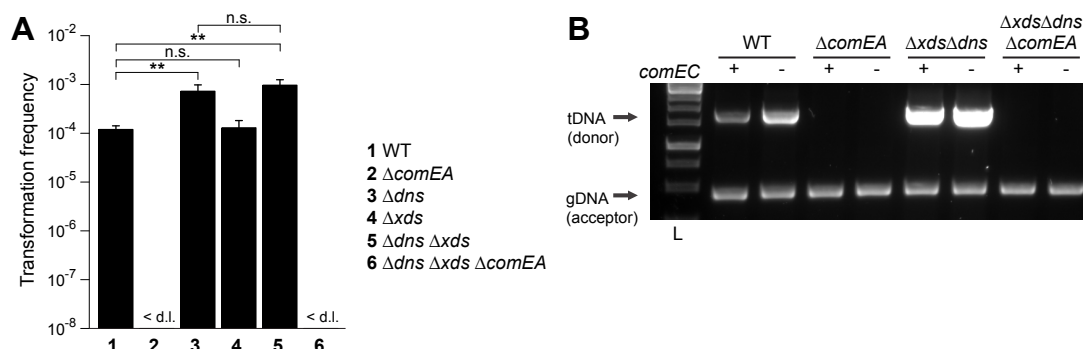 A
Transformation frequency
10-2
10-3
10-4
10-5
10-6
10-7
10-8
n.s.
**
n.s.
**
< d.l.
< d.l.
1 2 3 4 5 6
1 WT
2 ΔcomEA
3 Δdns
4 Δxds
5 Δdns Δxds
6 Δdns Δxds ΔcomEA
B
WT ΔcomEA ΔxdsΔdns ΔxdsΔdns
ΔcomEA
comEC + - + - + - + -
tDNA
(donor)
gDNA
(acceptor)
L